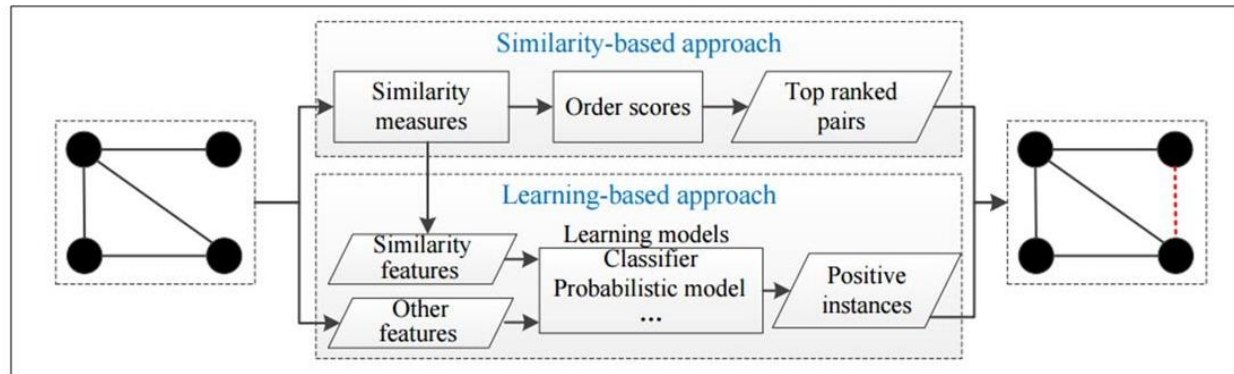 Similarity-based approach
Similarity
measures
Order scores
Top ranked
pairs
Learning-based approach
Similarity
features
Other
features
Learning models
Classifier
Probabilistic model
...
Positive
instances